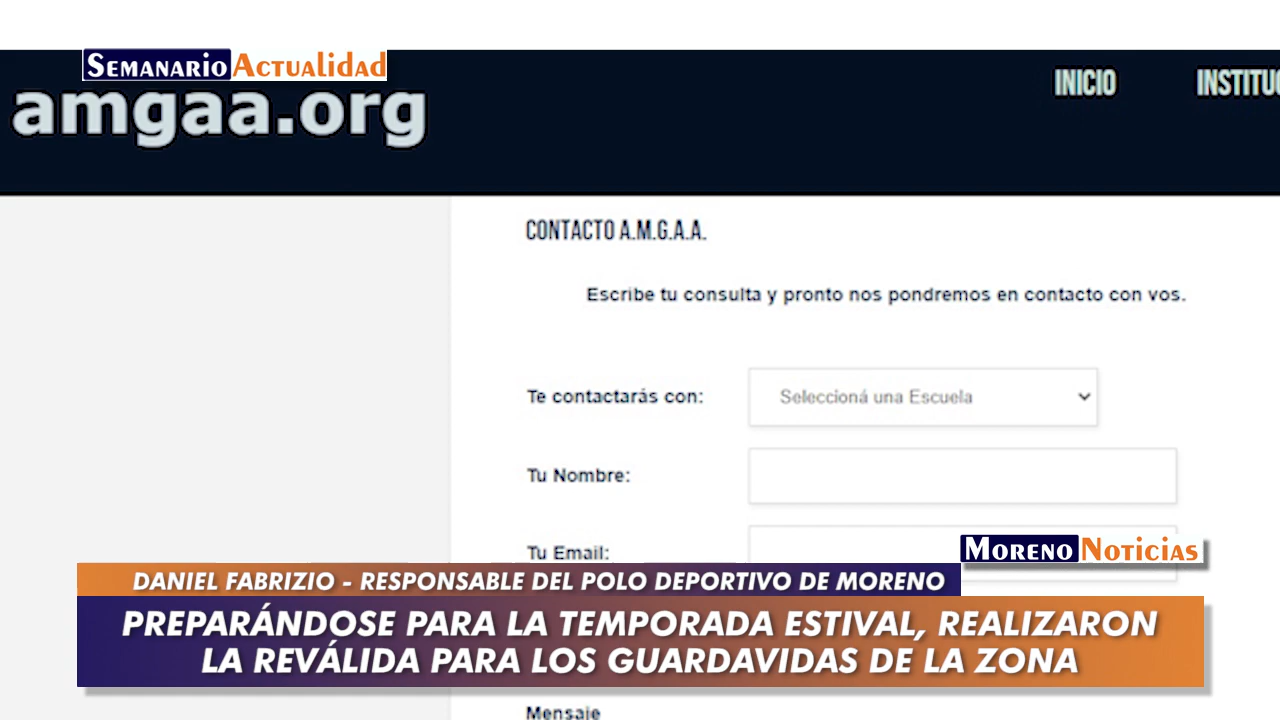 SEMANARIO ACTUALIDAD
amgaa.org
INICIO
INSTITUC
CONTACTO A.M.G.A.A.
Escribe tu consulta y pronto nos pondremos en contacto con vos.
Te contactarás con:
Seleccioná una Escuela
Tu Nombre:
Tu Email:
MORENO NOTICIAS
DANIEL FABRIZIO - RESPONSABLE DEL POLO DEPORTIVO DE MORENO
PREPARÁNDOSE PARA LA TEMPORADA ESTIVAL, REALIZARON
LA REVÁLIDA PARA LOS GUARDAVIDAS DE LA ZONA
Mensaje